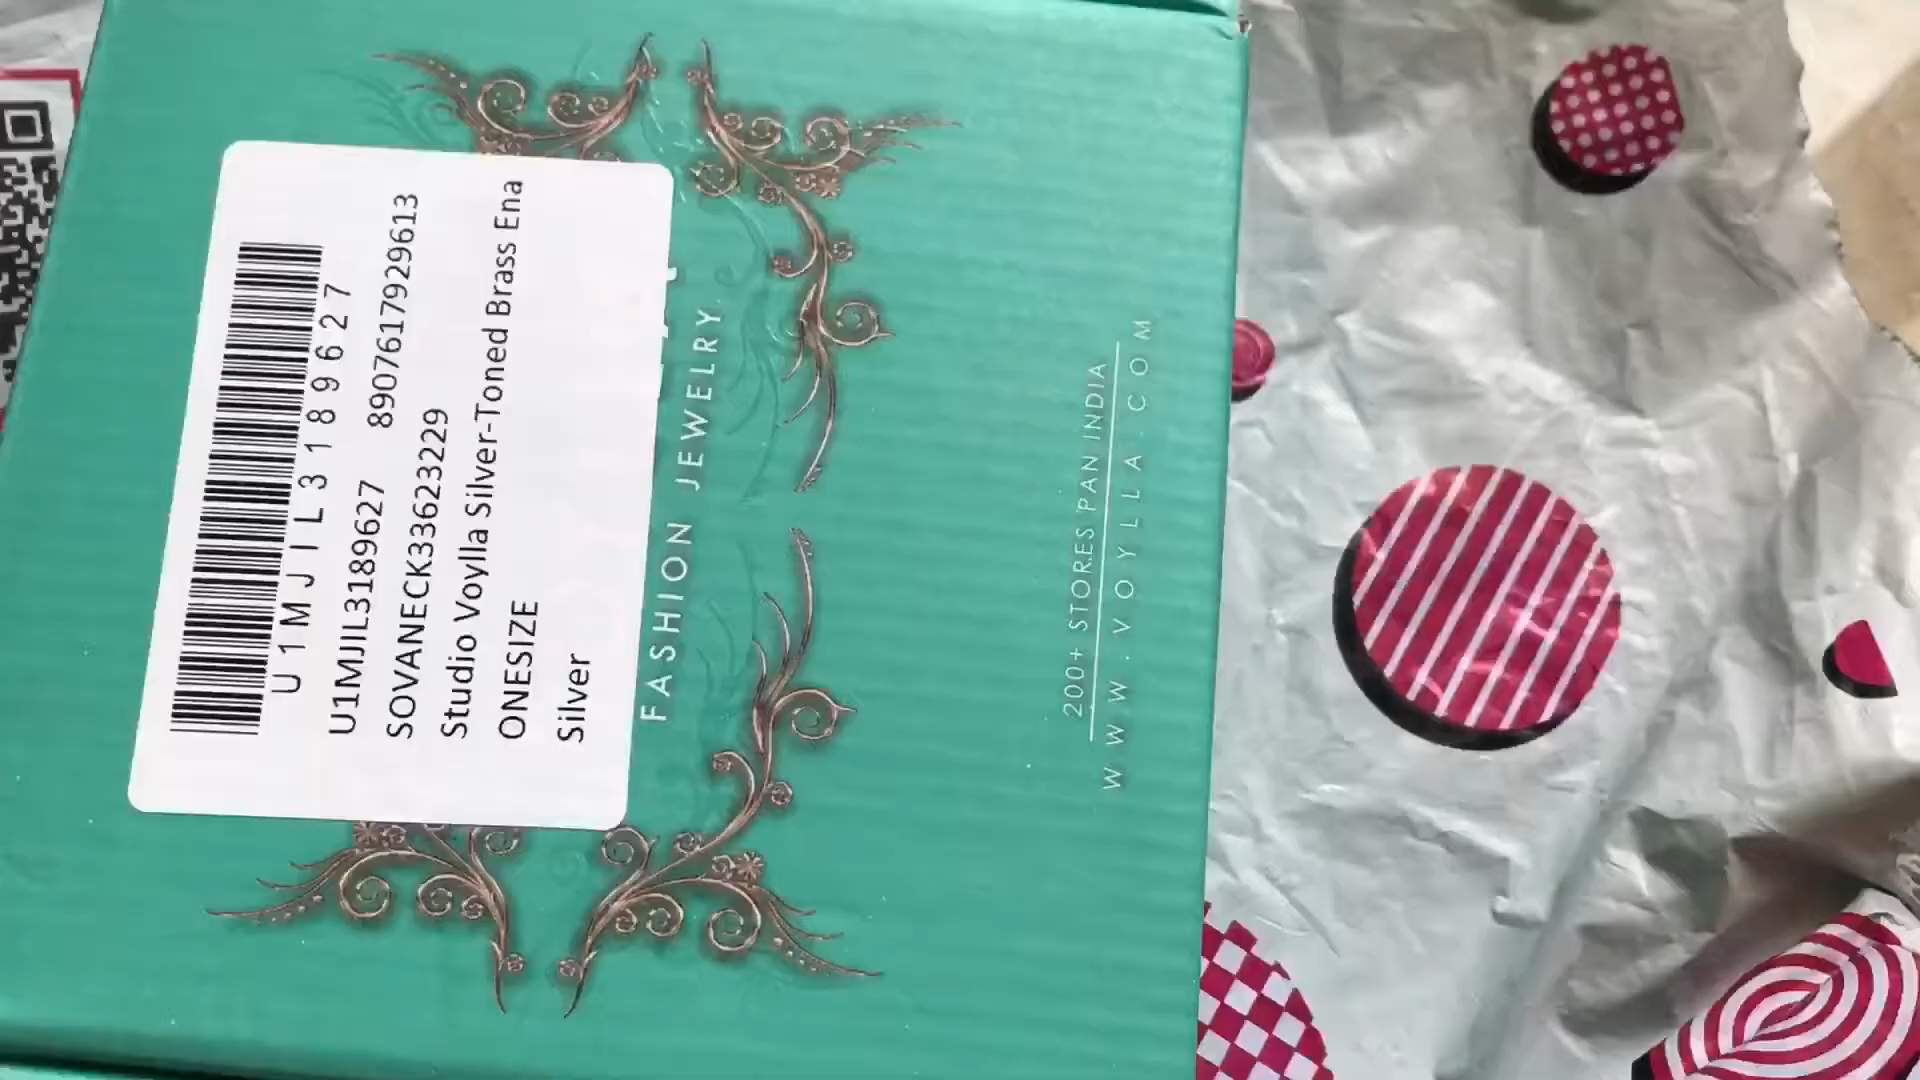 U1MJIL3189627
U1MJIL3189627 8907617929613
SOVANECK33623229
Studio Voylla Silver-Toned Brass Ena
ONESIZE
Silver
FASHION JEWELRY
200+ STORES PAN INDIA
WWW.VOYLLA.COM